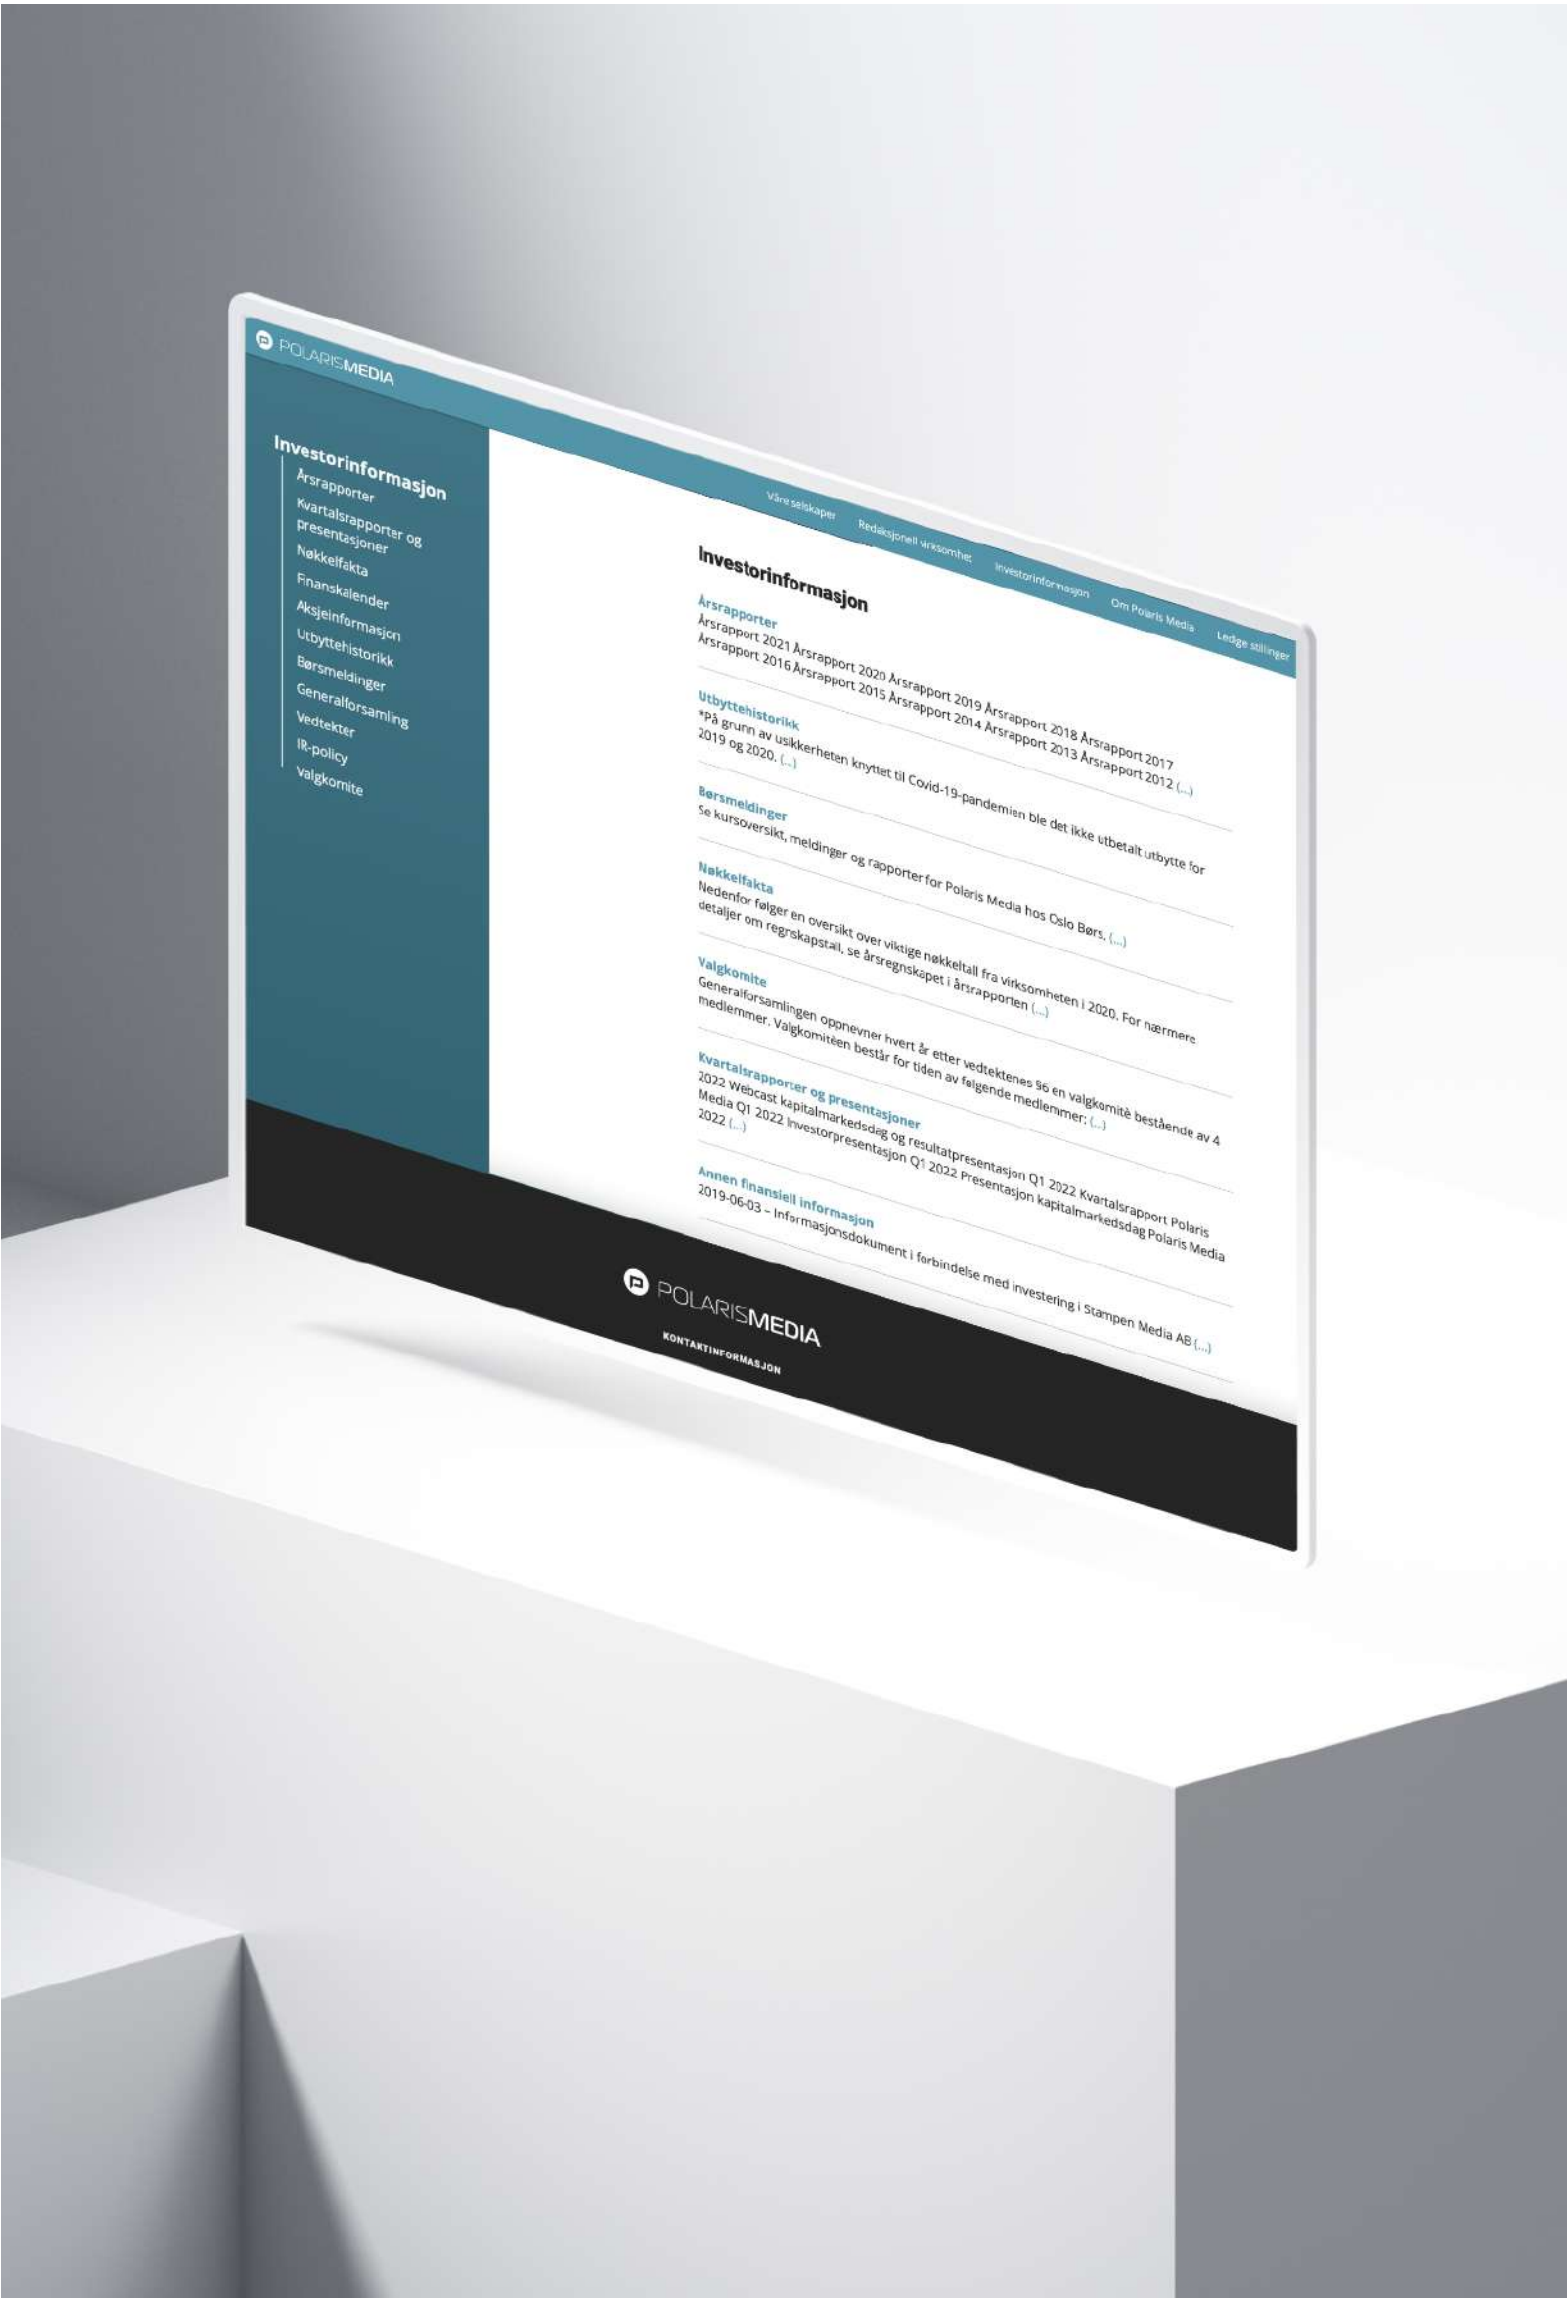 POLARISMEDIA
Våre selskaper
Redaksjonell virksomhet
Investorinformasjon
Om Polaris Media
Ledige stillinger
Investorinformasjon
Årsrapporter
Kvartalsrapporter og
presentasjoner
Nøkkelfakta
Finanskalender
Aksjeinformasjon
Utbyttehistorikk
Børsmeldinger
Generalforsamling
Vedtekter
IR-policy
Valgkomite
Investorinformasjon
Årsrapporter
Årsrapport 2021 Årsrapport 2020 Årsrapport 2019 Årsrapport 2018 Årsrapport 2017
Årsrapport 2016 Årsrapport 2015 Årsrapport 2014 Årsrapport 2013 Årsrapport 2012 (...)
Utbyttehistorikk
*På grunn av usikkerheten knyttet til Covid-19-pandemien ble det ikke utbetalt utbytte for
2019 og 2020. (...)
Børsmeldinger
Se kursoversikt, meldinger og rapporter for Polaris Media hos Oslo Børs. (...)
Nøkkelfakta
Nedenfor følger en oversikt over viktige nøkkeltall fra virksomheten i 2020. For nærmere
detaljer om regnskapstall, se årsregnskapet i årsrapporten (...)
Valgkomite
Generalforsamlingen oppnevner hvert år etter vedtektenes §6 en valgkomitè bestående av 4
medlemmer. Valgkomitèen består for tiden av følgende medlemmer: (...)
Kvartalsrapporter og presentasjoner
2022 Webcast kapitalmarkedsdag og resultatpresentasjon Q1 2022 Kvartalsrapport Polaris
Media Q1 2022 Investorpresentasjon Q1 2022 Presentasjon kapitalmarkedsdag Polaris Media
2022 (...)
Annen finansiell informasjon
2019-06-03 – Informasjonsdokument i forbindelse med investering i Stampen Media AB (...)
POLARISMEDIA
KONTAKTINFORMASJON